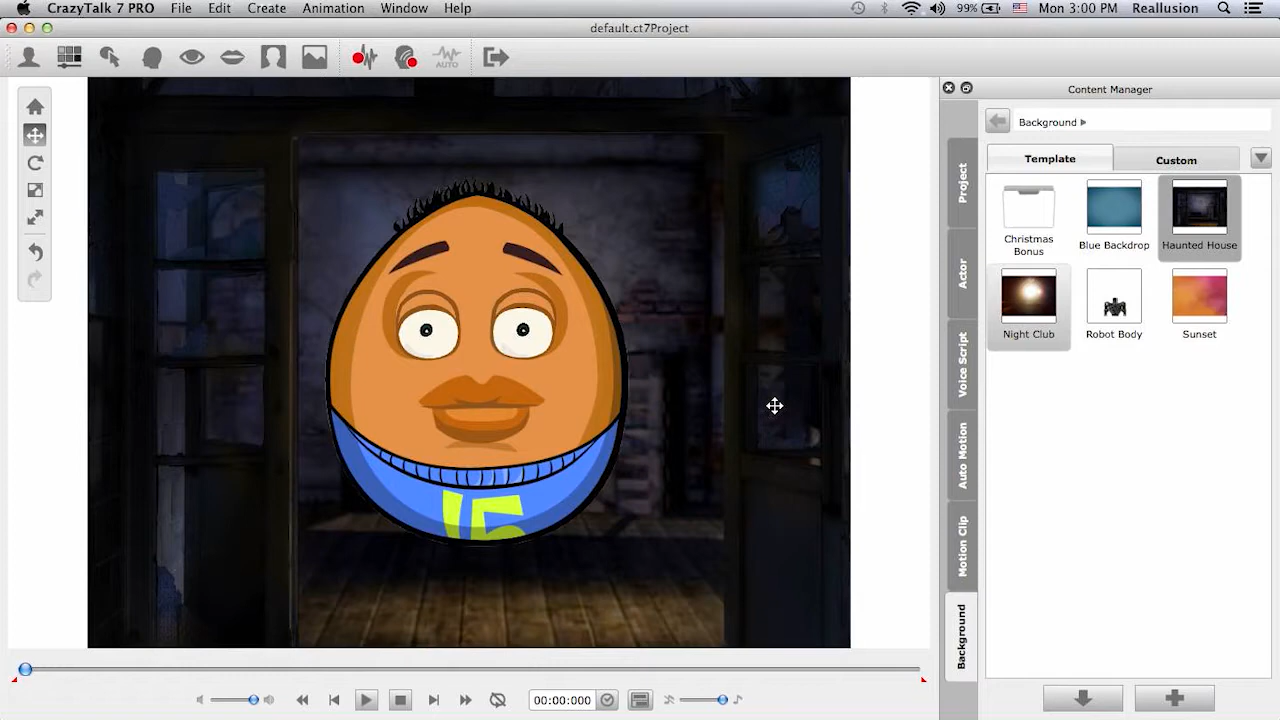 CrazyTalk 7 PRO File Edit Create Animation Window Help 99% Mon 3:00 PM Reallusion
default.ct7Project
AUTO
Content Manager
Background
Template Custom
Christmas Bonus
Blue Backdrop
Haunted House
Night Club
Robot Body
Sunset
Project
Actor
Voice Script
Auto Motion
Motion Clip
Background
15
00:00:000